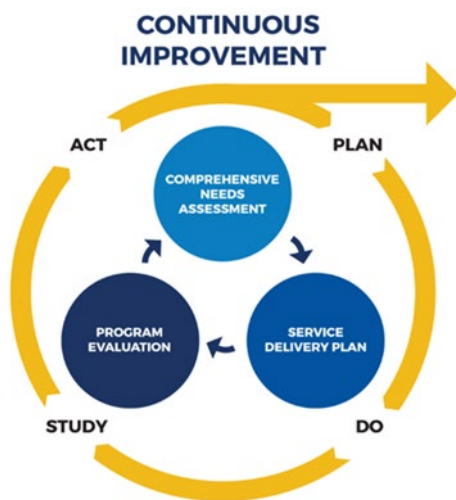 CONTINUOUS
IMPROVEMENT
ACT
PLAN
COMPREHENSIVE
NEEDS
ASSESSMENT
PROGRAM
EVALUATION
SERVICE
DELIVERY PLAN
STUDY
DO